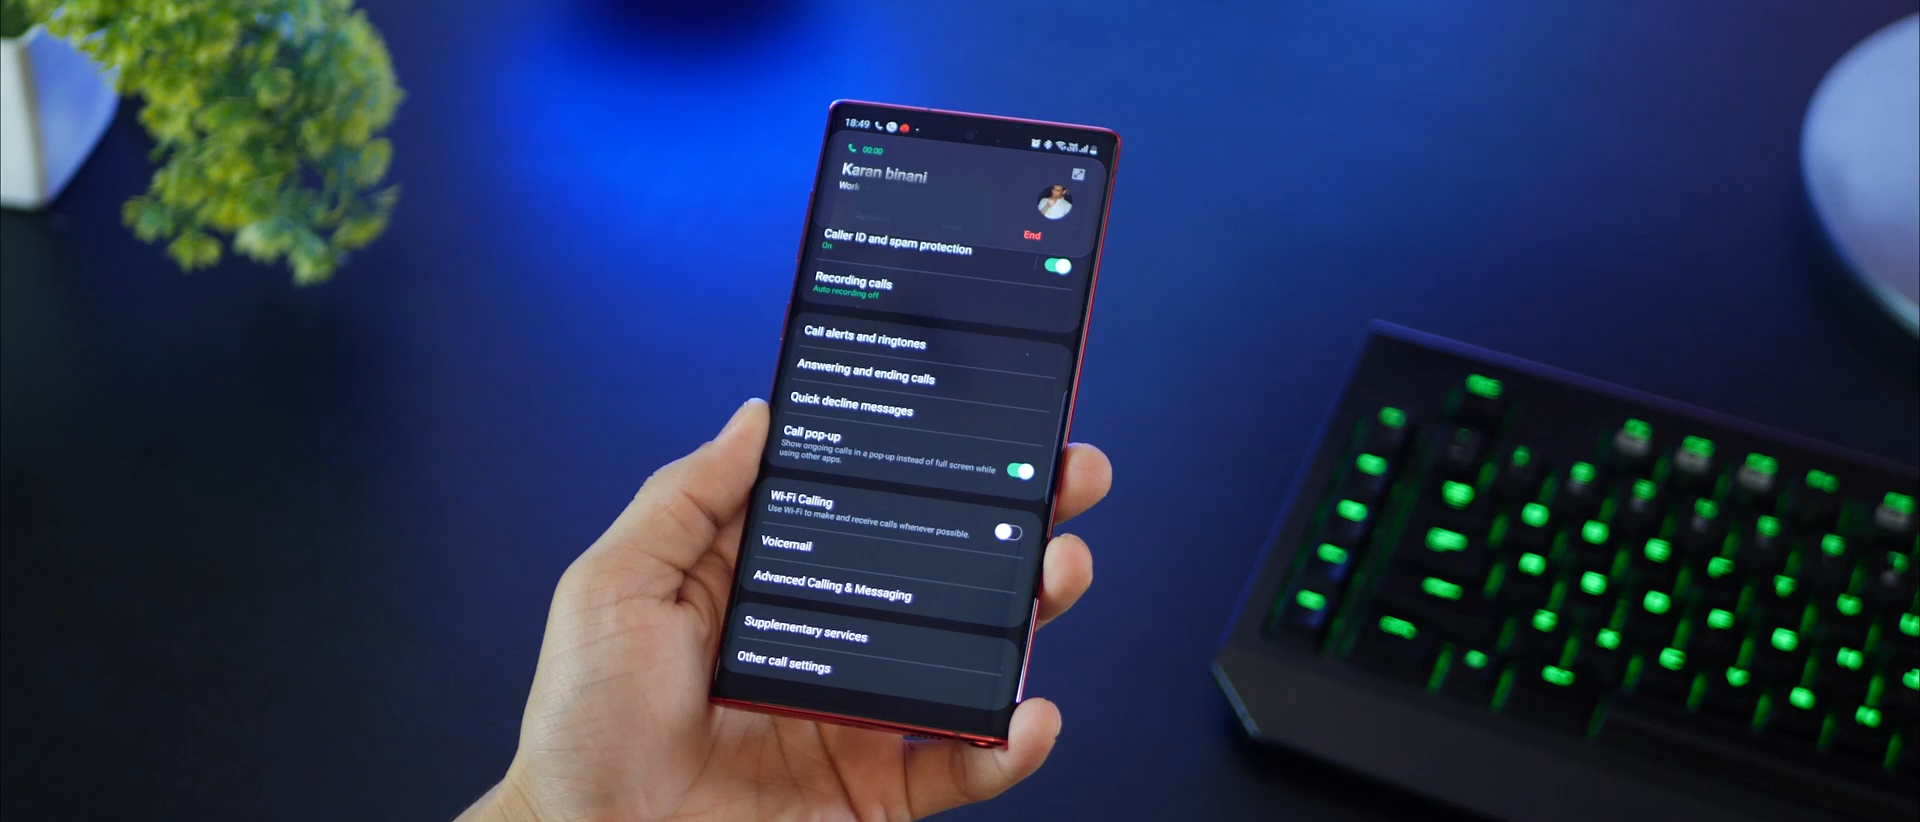 18:49
00:00
Karan binani
Work
End
Caller ID and spam protection
On
Recording calls
Auto recording off
Call alerts and ringtones
Answering and ending calls
Quick decline messages
Call pop-up
Show ongoing calls in a pop-up instead of full screen while
using other apps.
Wi-Fi Calling
Use Wi-Fi to make and receive calls whenever possible.
Voicemail
Advanced Calling & Messaging
Supplementary services
Other call settings